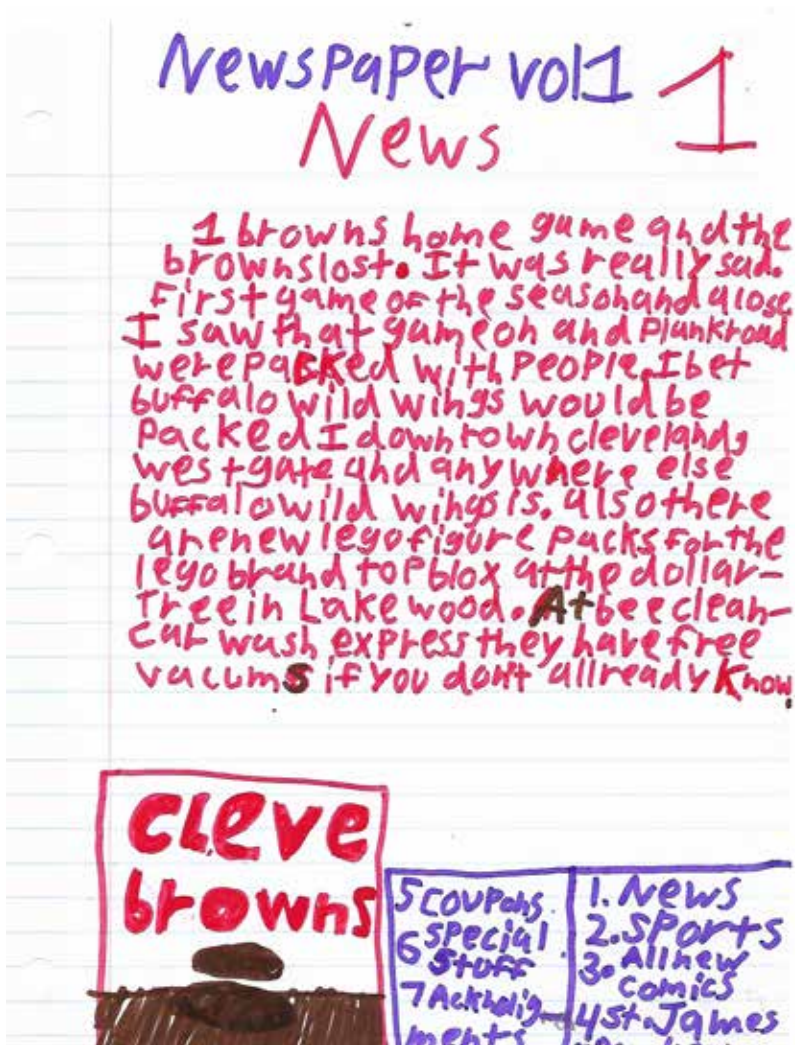 Newspaper vol1
1
News
1 browns home game and the
browns lost. It was really sad.
First game of the season and a lose
I saw that game on and Plank road
were packed with people. I bet
buffalo wild wings would be
Packed I downtown cleveland,
westgate and anywhere else
buffalo wild wings is. also there
are new lego figure packs for the
lego brand top blox at the dollar-
Tree in Lakewood. At bee clean-
car wash express they have free
vacums if you don't allready know.
cleve
browns
5 coupons
6 special
stuff
7 Acknolig-
ments
1. News
2. Sports
3. All new
comics
4 St. James